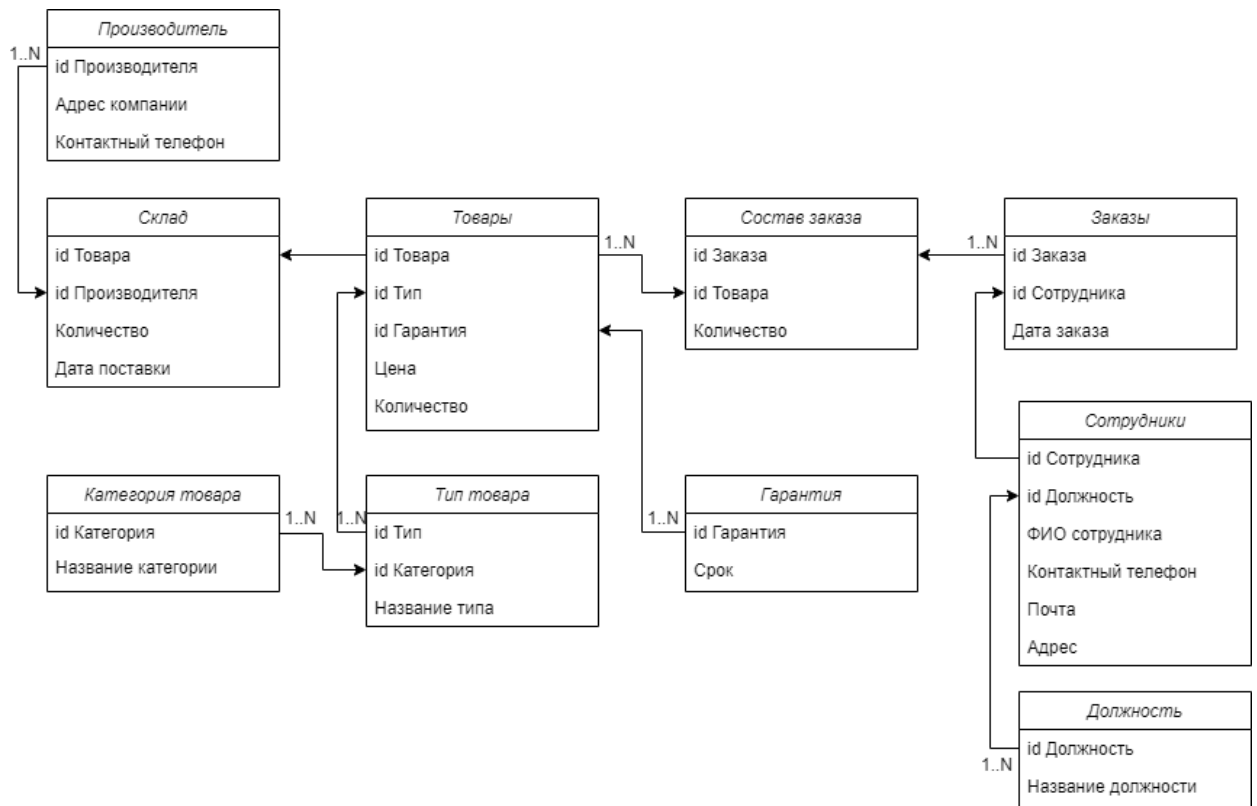 Производитель
1..N
id Производителя
Адрес компании
Контактный телефон
Склад
id Товара
id Производителя
Количество
Дата поставки
Товары
1..N
id Товара
id Тип
id Гарантия
Цена
Количество
Состав заказа
id Заказа
id Товара
Количество
Заказы
1..N
id Заказа
id Сотрудника
Дата заказа
Сотрудники
id Сотрудника
id Должность
ФИО сотрудника
Контактный телефон
Почта
Адрес
Категория товара
1..N
id Категория
Название категории
Тип товара
1..N
id Тип
id Категория
Название типа
Гарантия
1..N
id Гарантия
Срок
Должность
id Должность
1..N
Название должности